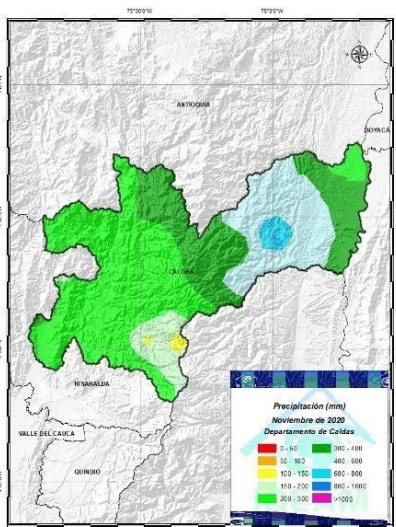 75°30'0"W 75°0'0"W
ANTIOQUIA
BOYACÁ
CALDAS
RISARALDA
VALLE DEL CAUCA
QUINDIO
Precipitación (mm)
Noviembre de 2020
Departamento de Caldas
0 - 50 300 - 400
50 - 100 400 - 600
100 - 150 600 - 800
150 - 200 800 - 1000
200 - 300 >1000